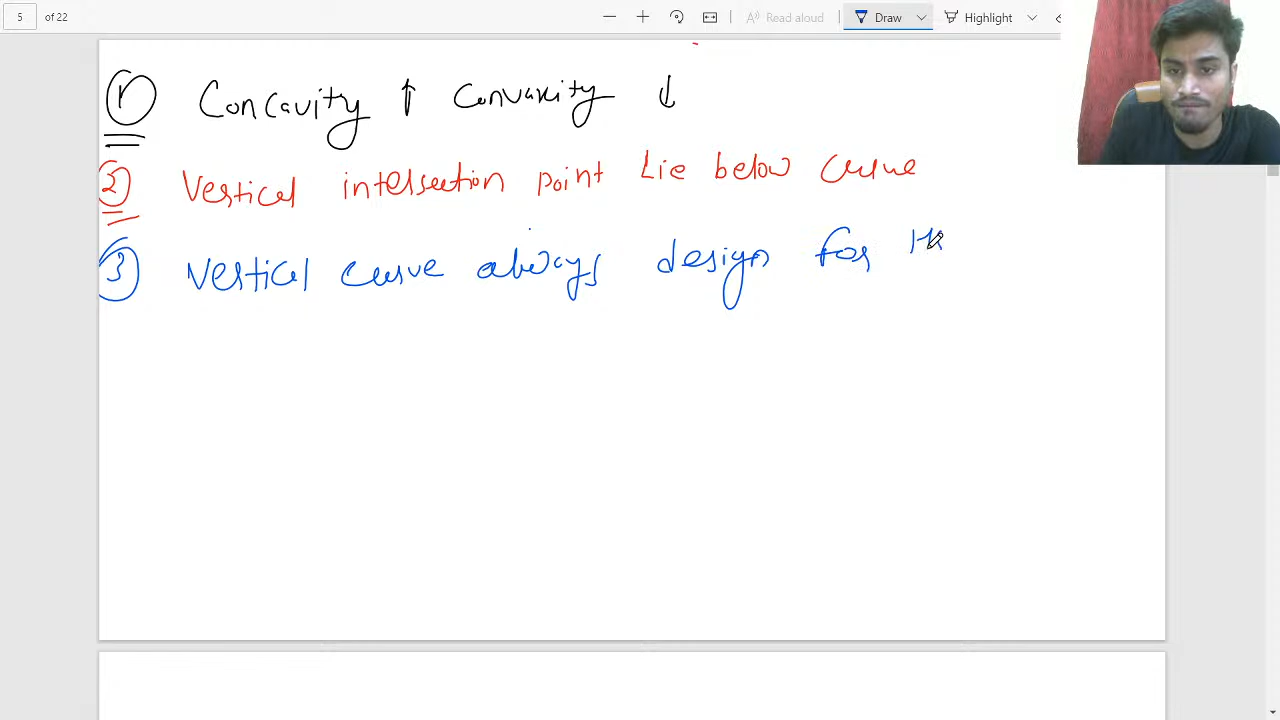 5 of 22
Read aloud
Draw
Highlight
1 Concavity ↑ Convaxity ↓
2 Vertical intersection point Lie below curve
3 Vertical curve always design for